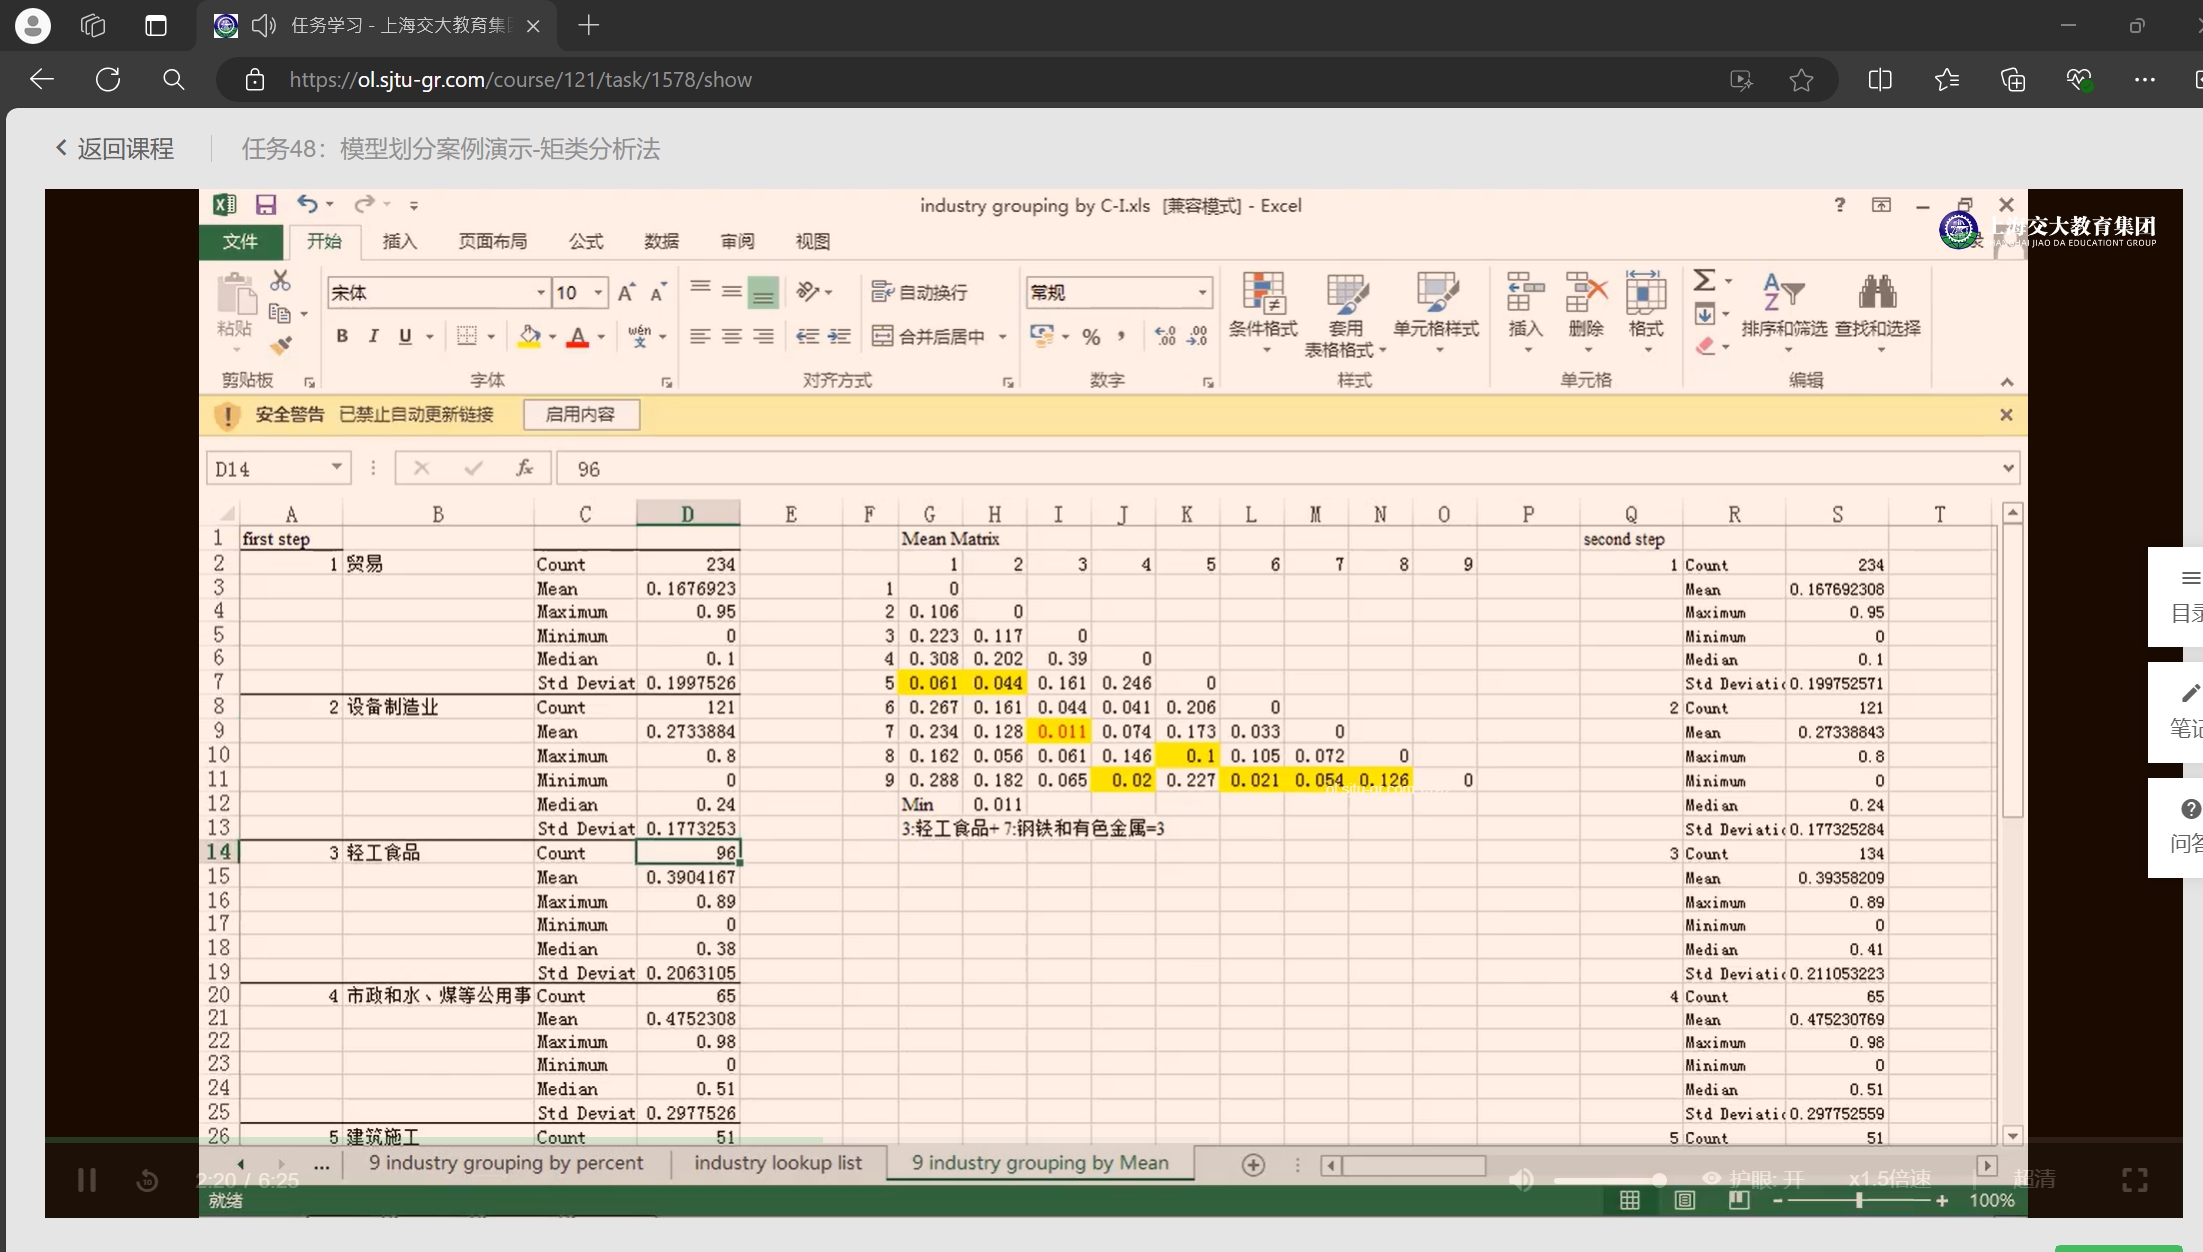 任务学习 - 上海交大教育集
https://ol.sjtu-gr.com/course/121/task/1578/show
返回课程 任务48：模型划分案例演示-矩类分析法
industry grouping by C-I.xls [兼容模式] - Excel
上海交大教育集团
文件 开始 插入 页面布局 公式 数据 审阅 视图
粘贴 宋体 10 自动换行 常规 条件格式 套用 单元格样式 插入 删除 格式 排序和筛选 查找和选择
B I U wén 文 合并后居中 % 表格格式
剪贴板 字体 对齐方式 数字 样式 单元格 编辑
安全警告 已禁止自动更新链接 启用内容
D14 fx 96
A B C D E F G H I J K L M N O P Q R S T
1 first step Mean Matrix second step
2 1 贸易 Count 234 1 2 3 4 5 6 7 8 9 1 Count 234
3 Mean 0.1676923 1 0 Mean 0.167692308
4 Maximum 0.95 2 0.106 0 Maximum 0.95
5 Minimum 0 3 0.223 0.117 0 Minimum 0
6 Median 0.1 4 0.308 0.202 0.39 0 Median 0.1
7 Std Deviat 0.1997526 5 0.061 0.044 0.161 0.246 0 Std Deviatio 0.199752571
8 2 设备制造业 Count 121 6 0.267 0.161 0.044 0.041 0.206 0 2 Count 121
9 Mean 0.2733884 7 0.234 0.128 0.011 0.074 0.173 0.033 0 Mean 0.27338843
10 Maximum 0.8 8 0.162 0.056 0.061 0.146 0.1 0.105 0.072 0 Maximum 0.8
11 Minimum 0 9 0.288 0.182 0.065 0.02 0.227 0.021 0.054 0.126 0 Minimum 0
12 Median 0.24 Min 0.011 Median 0.24
13 Std Deviat 0.1773253 3:轻工食品+ 7:钢铁和有色金属=3 Std Deviatio 0.177325284
14 3 轻工食品 Count 96 3 Count 134
15 Mean 0.3904167 Mean 0.39358209
16 Maximum 0.89 Maximum 0.89
17 Minimum 0 Minimum 0
18 Median 0.38 Median 0.41
19 Std Deviat 0.2063105 Std Deviatio 0.211053223
20 4 市政和水、煤等公用事 Count 65 4 Count 65
21 Mean 0.4752308 Mean 0.475230769
22 Maximum 0.98 Maximum 0.98
23 Minimum 0 Minimum 0
24 Median 0.51 Median 0.51
25 Std Deviat 0.2977526 Std Deviatio 0.297752559
26 5 建筑施工 Count 51 5 Count 51
... 9 industry grouping by percent industry lookup list 9 industry grouping by Mean
2:20 / 6:25 护眼: 开 x1.5倍速 超清
就绪 100%
目录
笔记
问答